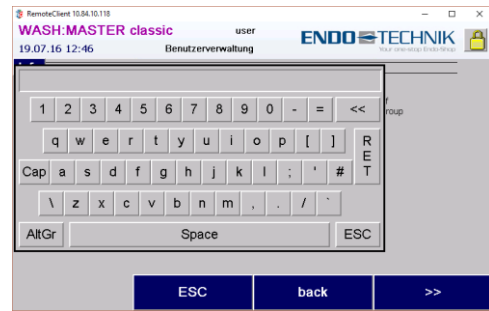 RemoteClient 10.84.10.118
WASH:MASTER classic user
19.07.16 12:46 Benutzerverwaltung
ENDO TECHNIK
Your one-stop Endo-Shop
roup
1 2 3 4 5 6 7 8 9 0 - = <<
q w e r t y u i o p [ ] RET
Cap a s d f g h j k l ; ' #
\ z x c v b n m , . / `
AltGr Space ESC
ESC back >>